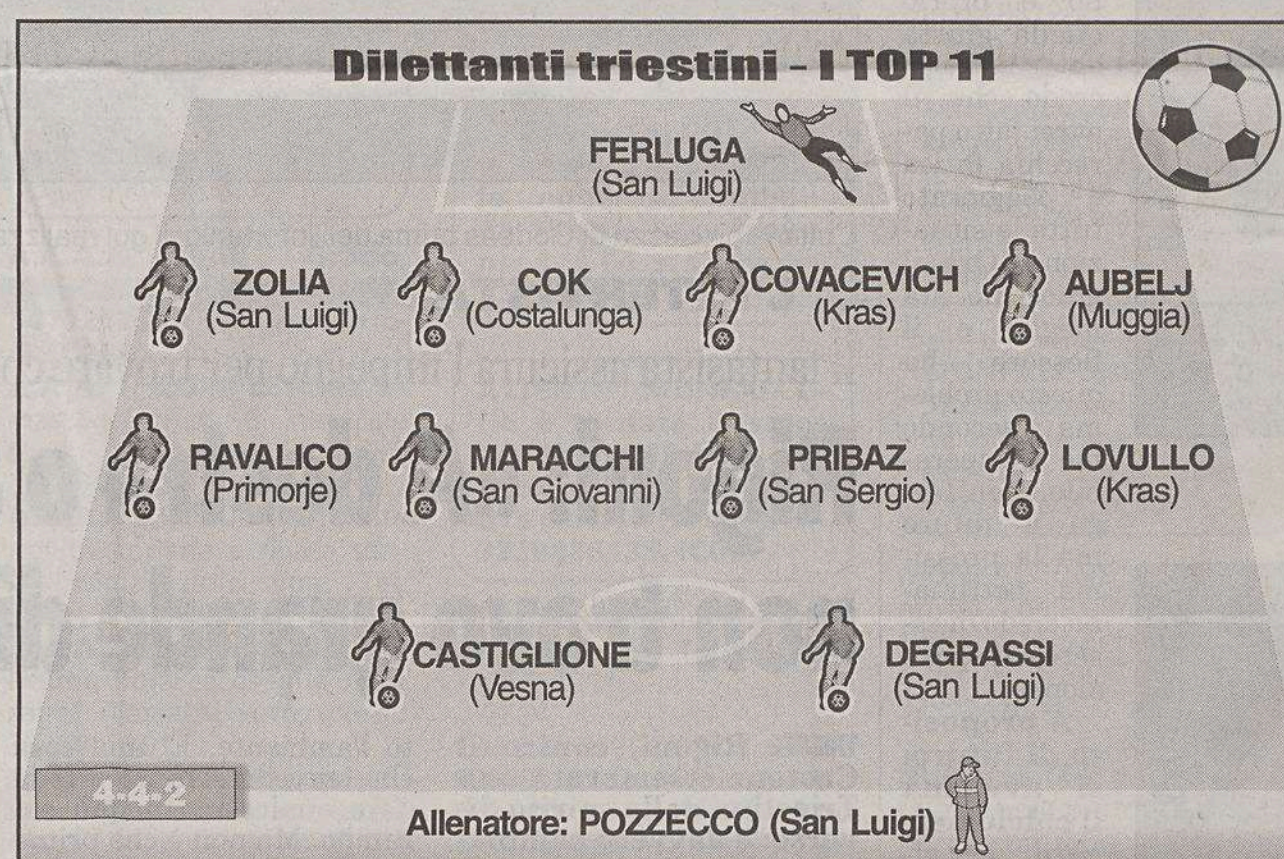 Dilettanti triestini - I TOP 11
FERLUGA
(San Luigi)
ZOLIA
(San Luigi)
COK
(Costalunga)
COVACEVICH
(Kras)
AUBELJ
(Muggia)
RAVALICO
(Primorje)
MARACCHI
(San Giovanni)
PRIBAZ
(San Sergio)
LOVULLO
(Kras)
CASTIGLIONE
(Vesna)
DEGRASSI
(San Luigi)
4-4-2
Allenatore: POZZECCO (San Luigi)